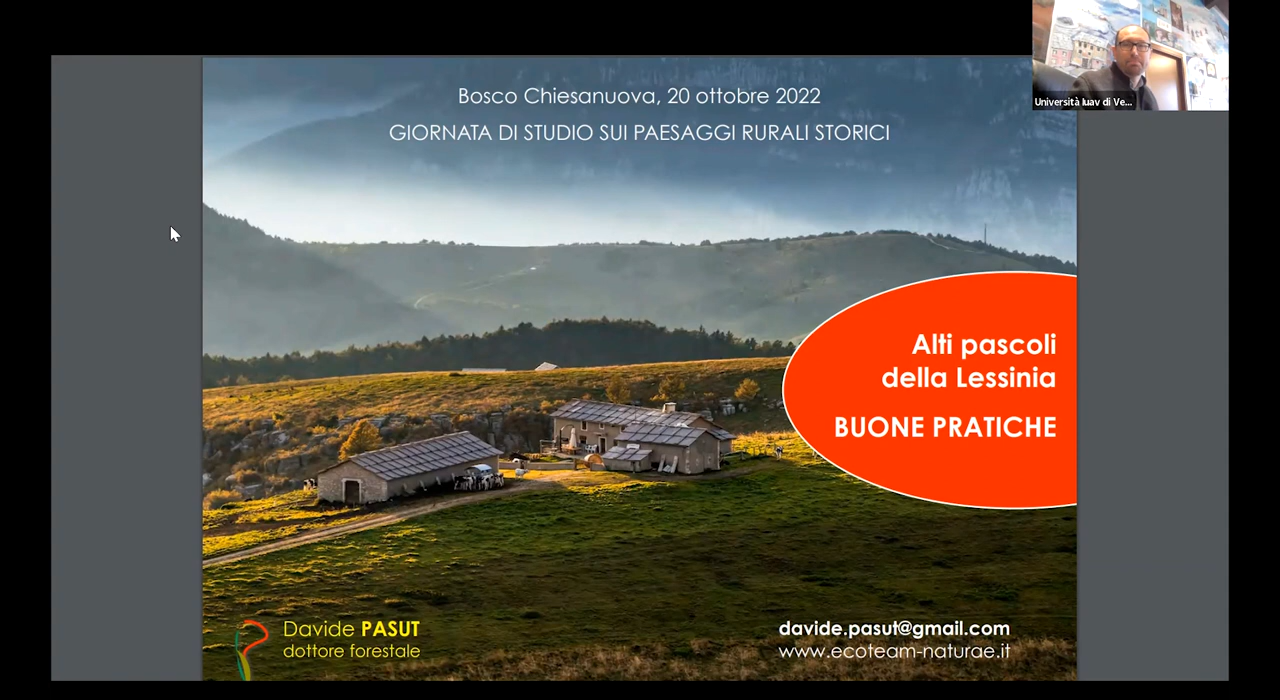 Bosco Chiesanuova, 20 ottobre 2022
GIORNATA DI STUDIO SUI PAESAGGI RURALI STORICI
Università Iuav di Ve...
Alti pascoli
della Lessinia
BUONE PRATICHE
Davide PASUT
dottore forestale
davide.pasut@gmail.com
www.ecoteam-naturae.it